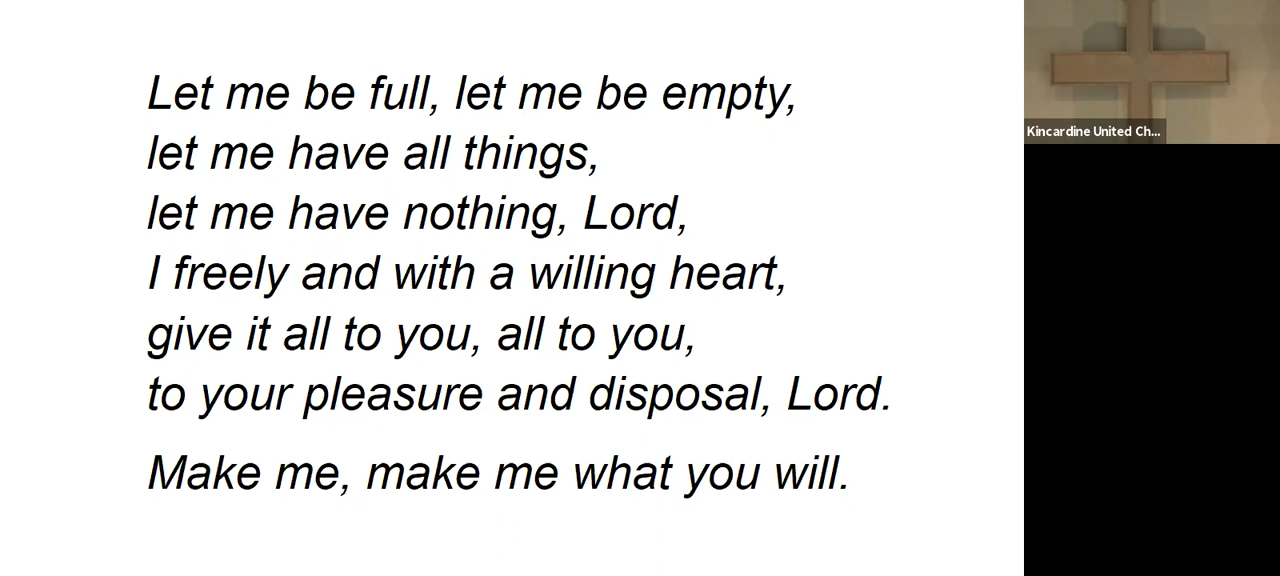 Let me be full, let me be empty,
let me have all things,
let me have nothing, Lord,
I freely and with a willing heart,
give it all to you, all to you,
to your pleasure and disposal, Lord.
Make me, make me what you will.
Kincardine United Ch...